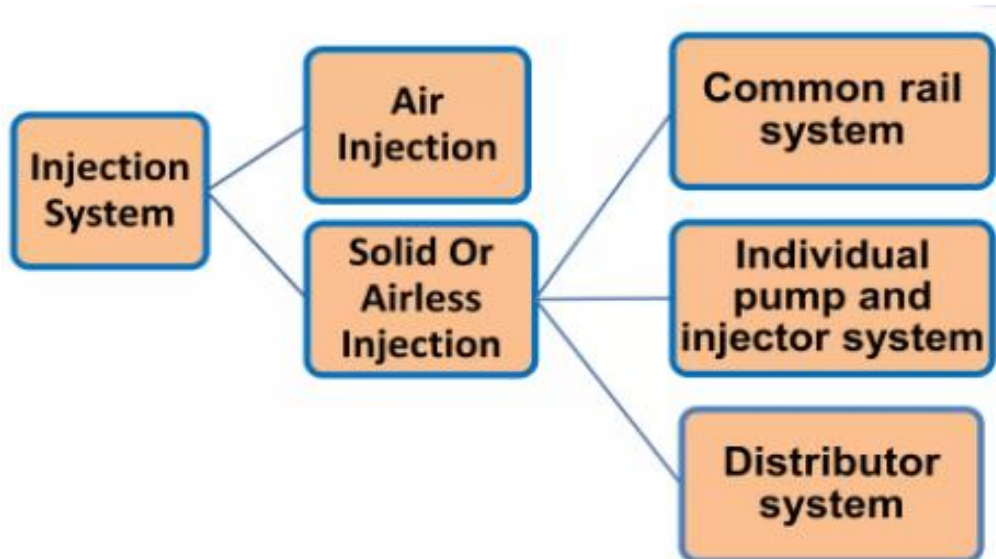 Injection
System
Air
Injection
Solid Or
Airless
Injection
Common rail
system
Individual
pump and
injector system
Distributor
system